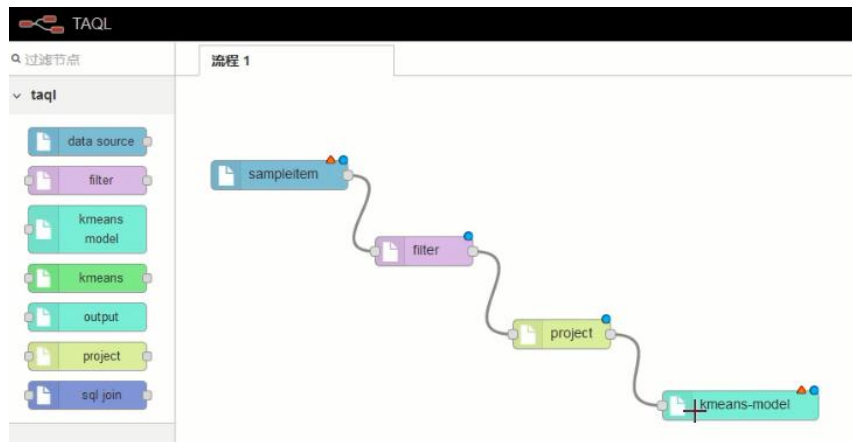 TAQL
过滤节点
流程 1
taql
data source
filter
kmeans
model
kmeans
output
project
sql join
sampleitem
filter
project
kmeans-model